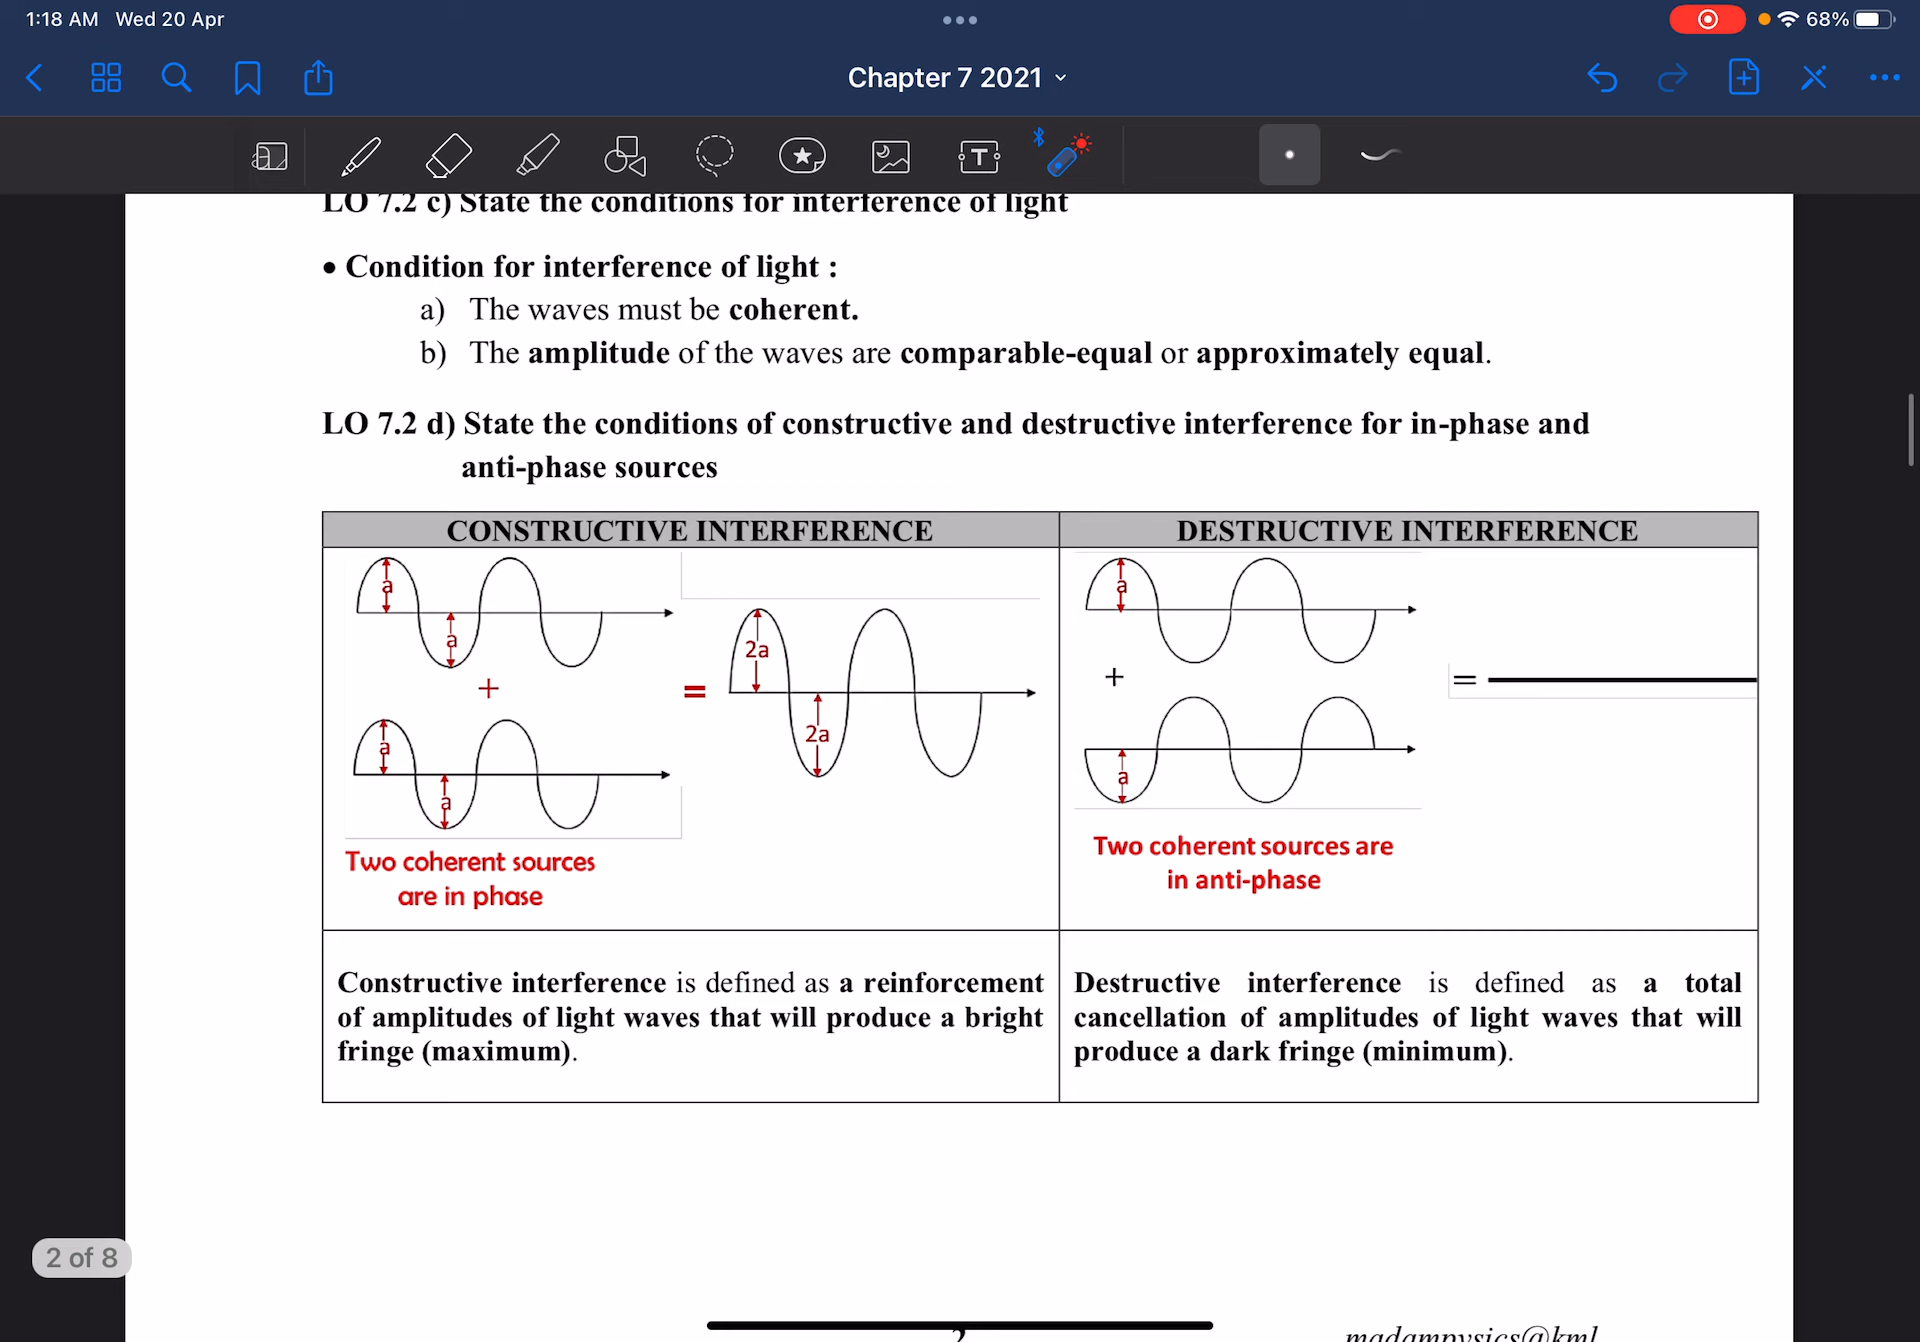 1:18 AM Wed 20 Apr
68%
Chapter 7 2021
LO 7.2 c) State the conditions for interference of light
• Condition for interference of light :
a) The waves must be coherent.
b) The amplitude of the waves are comparable-equal or approximately equal.
LO 7.2 d) State the conditions of constructive and destructive interference for in-phase and
anti-phase sources
CONSTRUCTIVE INTERFERENCE
a
a
+
a
a
=
2a
2a
Two coherent sources
are in phase
DESTRUCTIVE INTERFERENCE
a
+
a
=
Two coherent sources are
in anti-phase
Constructive interference is defined as a reinforcement
of amplitudes of light waves that will produce a bright
fringe (maximum).
Destructive interference is defined as a total
cancellation of amplitudes of light waves that will
produce a dark fringe (minimum).
2 of 8
2
madampysics@kml